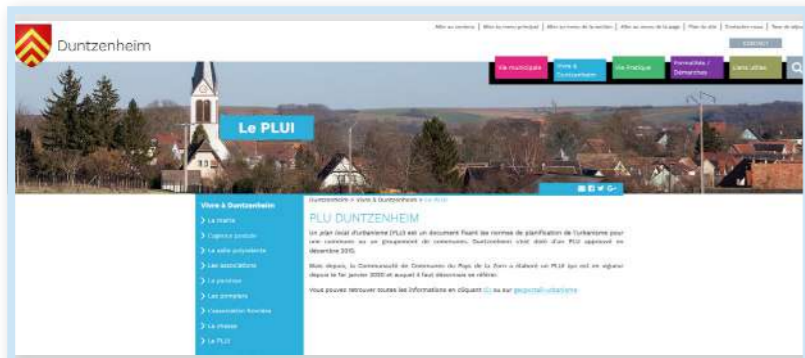 Aller au contenu | Aller au menu principal | Aller au menu de la section | Aller au menu de la page | Plan du site | Contactez-nous | Taxe de séjour
Duntzenheim
CONTACT
Vie municipale
Vivre à
Duntzenheim
Vie Pratique
Formalités /
Démarches
Liens utiles
Le PLUI
Vivre à Duntzenheim
La mairie
L'agence postale
La salle polyvalente
Les associations
La paroisse
Les pompiers
L'association foncière
La chasse
Le PLUI
Duntzenheim > Vivre à Duntzenheim > Le PLUI
PLU DUNTZENHEIM
Un plan local d'urbanisme (PLU) est un document fixant les normes de planification de l'urbanisme pour
une commune ou un groupement de communes. Duntzenheim s'est doté d'un PLU approuvé en
décembre 2015.
Mais depuis, la Communauté de Communes du Pays de la Zorn a élaboré un PLUi qui est en vigueur
depuis le 1er janvier 2020 et auquel il faut désormais se référer.
Vous pouvez retrouver toutes les informations en cliquant ICI ou sur geoportail-urbanisme